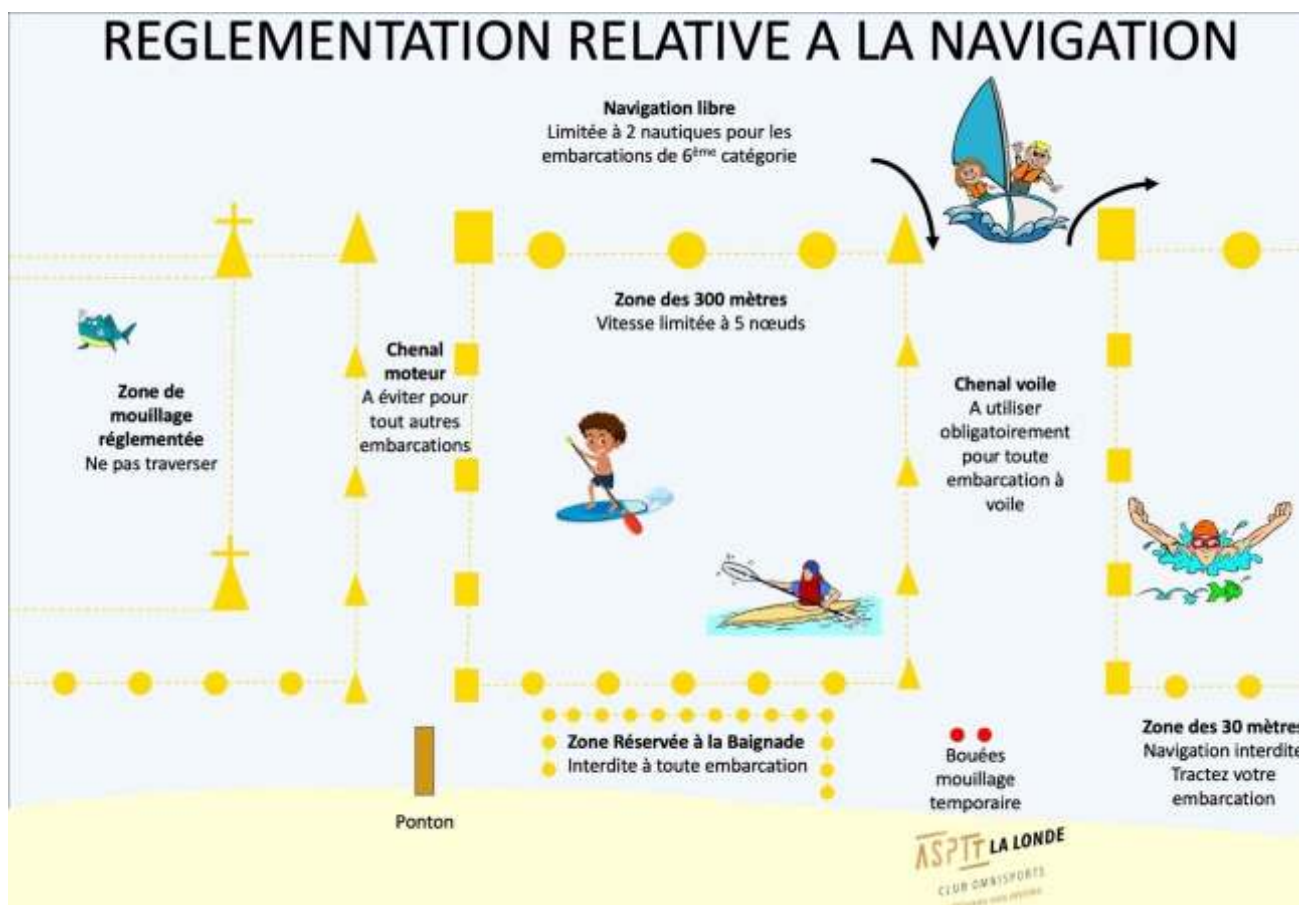 REGLEMENTATION RELATIVE A LA NAVIGATION
Navigation libre
Limitée à 2 nautiques pour les
embarcations de 6ème catégorie
Zone des 300 mètres
Vitesse limitée à 5 nœuds
Chenal
moteur
A éviter pour
tout autres
embarcations
Zone de
mouillage
réglementée
Ne pas traverser
Chenal voile
A utiliser
obligatoirement
pour toute
embarcation à
voile
Zone Réservée à la Baignade
Interdite à toute embarcation
Bouées
mouillage
temporaire
Zone des 30 mètres
Navigation interdite
Tractez votre
embarcation
Ponton
ASPTT LA LONDE
CLUB OMNISPORTS